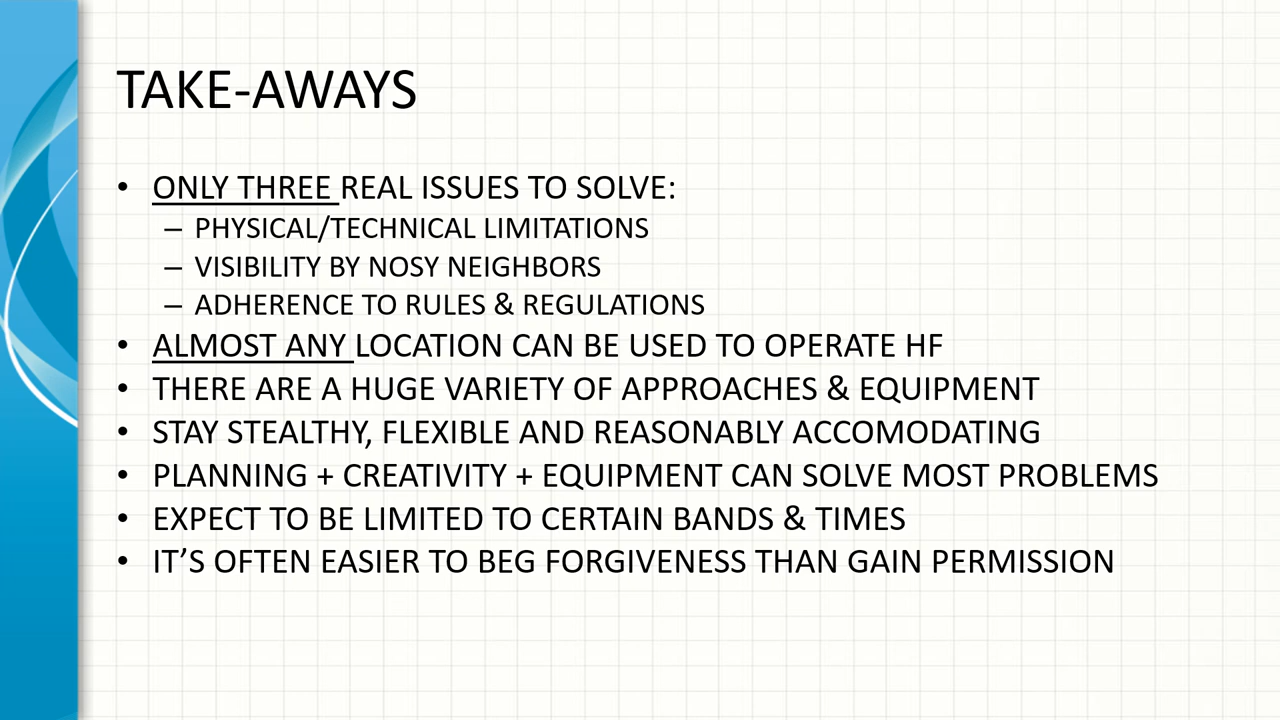 TAKE-AWAYS
• ONLY THREE REAL ISSUES TO SOLVE:
– PHYSICAL/TECHNICAL LIMITATIONS
– VISIBILITY BY NOSY NEIGHBORS
– ADHERENCE TO RULES & REGULATIONS
• ALMOST ANY LOCATION CAN BE USED TO OPERATE HF
• THERE ARE A HUGE VARIETY OF APPROACHES & EQUIPMENT
• STAY STEALTHY, FLEXIBLE AND REASONABLY ACCOMODATING
• PLANNING + CREATIVITY + EQUIPMENT CAN SOLVE MOST PROBLEMS
• EXPECT TO BE LIMITED TO CERTAIN BANDS & TIMES
• IT’S OFTEN EASIER TO BEG FORGIVENESS THAN GAIN PERMISSION